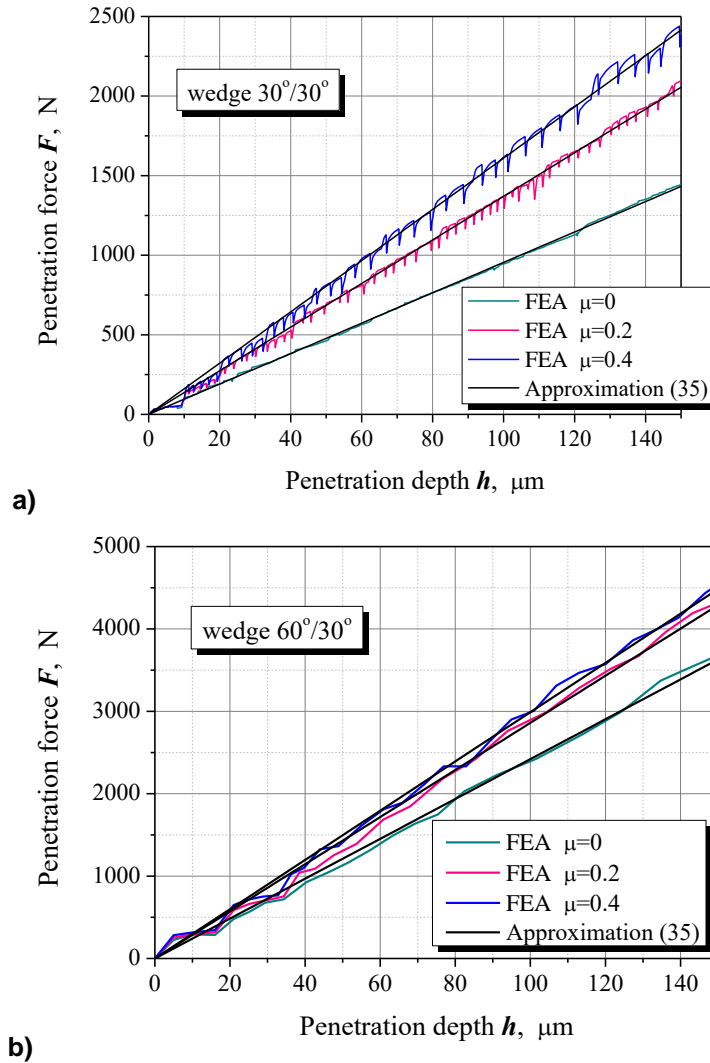 2500
2000
1500
1000
500
0
Penetration force F, N
wedge 30°/30°
FEA μ=0
FEA μ=0.2
FEA μ=0.4
Approximation (35)
0 20 40 60 80 100 120 140
Penetration depth h, μm
a)
5000
4000
3000
2000
1000
0
Penetration force F, N
wedge 60°/30°
FEA μ=0
FEA μ=0.2
FEA μ=0.4
Approximation (35)
0 20 40 60 80 100 120 140
Penetration depth h, μm
b)